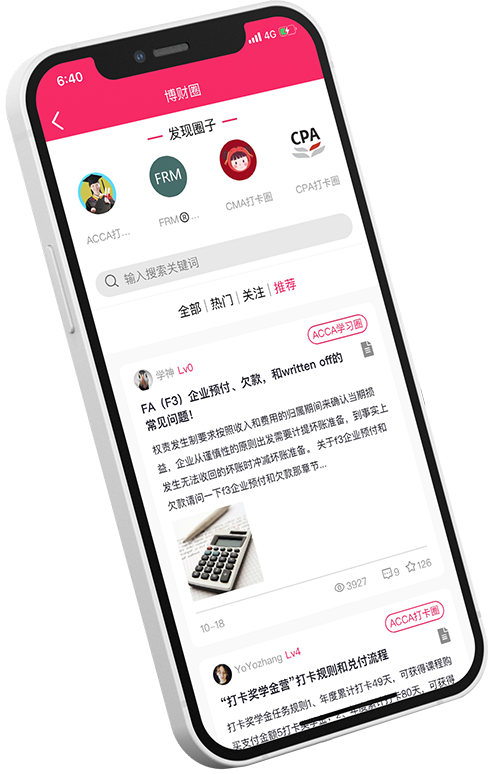 6:40
4G
博财圈
发现圈子
FRM
CPA
ACCA打...
FRM®...
CMA打卡圈
CPA打卡圈
输入搜索关键词
全部 | 热门 | 关注 | 推荐
ACCA学习圈
学神 Lv0
FA（F3）企业预付、欠款，和written off的
常见问题！
权责发生制要求按照收入和费用的归属期间来确认当期损
益，企业从谨慎性的原则出发需要计提坏账准备，到事实上
发生无法收回的坏账时冲减坏账准备。关于f3企业预付和
欠款请问一下f3企业预付和欠款那章节...
10-18
3927
9
126
ACCA打卡圈
YoYozhang Lv4
“打卡奖学金营”打卡规则和兑付流程
打卡奖学金任务规则1、年度累计打卡49天，可获得课程购
买支付金额5打卡奖学金；2、年度累计打卡80天，可获得